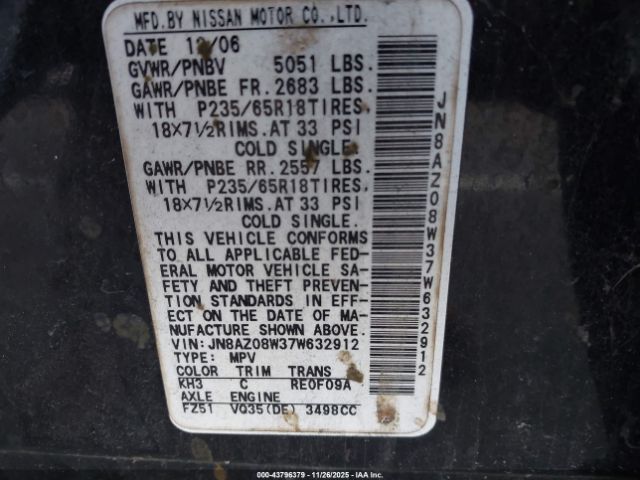 MFD.BY NISSAN MOTOR CO.,LTD.
DATE 12/06
GVWR/PNBV 5051 LBS.
GAWR/PNBE FR.2683 LBS.
WITH P235/65R18TIRES,
18X7½RIMS.AT 33 PSI
COLD SINGLE.
GAWR/PNBE RR.2557 LBS.
WITH P235/65R18TIRES,
18X7½RIMS.AT 33 PSI
COLD SINGLE.
THIS VEHICLE CONFORMS
TO ALL APPLICABLE FED-
ERAL MOTOR VEHICLE SA-
FETY AND THEFT PREVEN-
TION STANDARDS IN EFF-
ECT ON THE DATE OF MA-
NUFACTURE SHOWN ABOVE.
VIN:JN8AZ08W37W632912
TYPE: MPV
COLOR TRIM TRANS
KH3 C RE0F09A
AXLE ENGINE
FZ51 VQ35(DE) 3498CC
JN8AZ08W37W632912
000-43796379 - 11/26/2025 - IAA Inc.